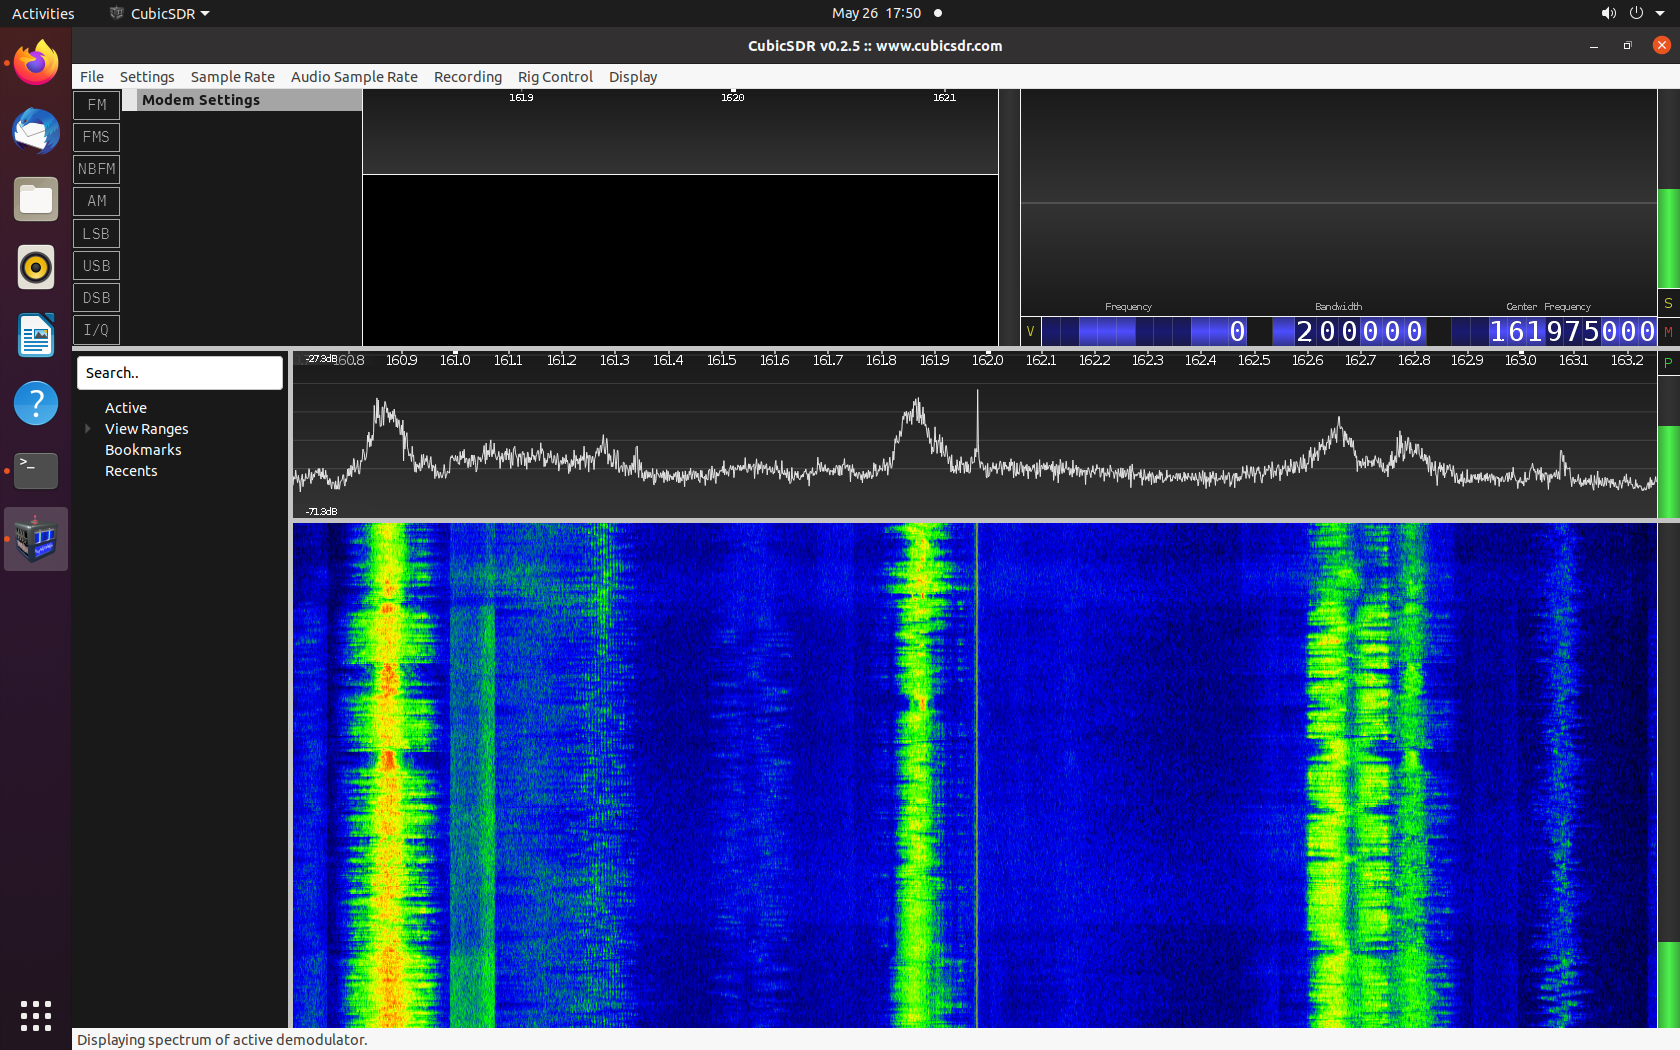 Activities CubicSDR May 26 17:50
CubicSDR v0.2.5 :: www.cubicsdr.com
File Settings Sample Rate Audio Sample Rate Recording Rig Control Display
FM
FMS
NBFM
AM
LSB
USB
DSB
I/Q
Modem Settings
161.9 162.0 162.1
Frequency Bandwidth Center Frequency
V 0 200000 161975000
S
M
P
Search..
Active
View Ranges
Bookmarks
Recents
-27.3dB 160.8 160.9 161.0 161.1 161.2 161.3 161.4 161.5 161.6 161.7 161.8 161.9 162.0 162.1 162.2 162.3 162.4 162.5 162.6 162.7 162.8 162.9 163.0 163.1 163.2
-71.3dB
Displaying spectrum of active demodulator.